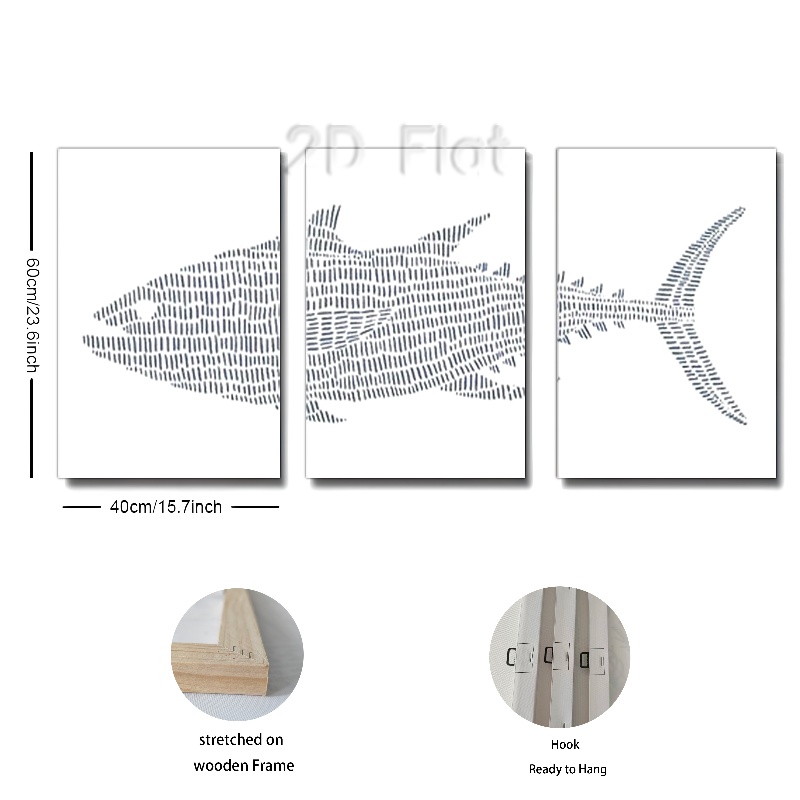 2D Flat
60cm/23.6inch
40cm/15.7inch
stretched on
wooden Frame
Hook
Ready to Hang